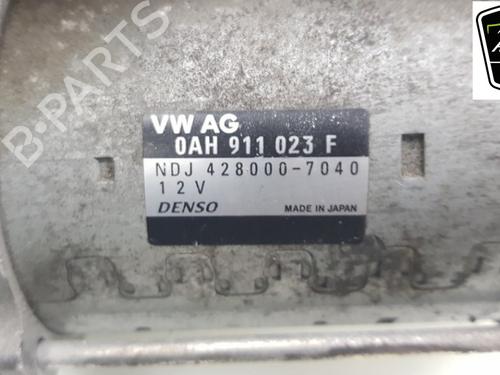 B-PARTS
VW AG
0AH 911 023 F
NDJ 428000-7040
12V
DENSO MADE IN JAPAN